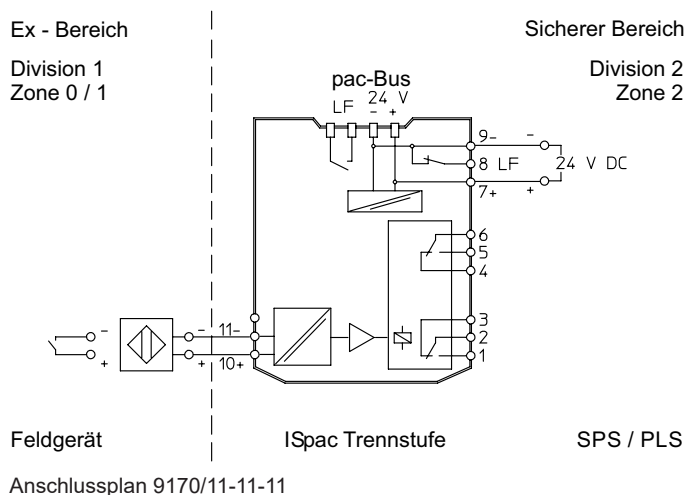 Ex - Bereich
Sicherer Bereich
Division 1
Zone 0 / 1
Division 2
Zone 2
pac-Bus
LF
24 V
- +
9-
-
8 LF
24 V DC
7+
+
6
5
4
3
2
1
-
-
11-
+
+
10+
Feldgerät
ISpac Trennstufe
SPS / PLS
Anschlussplan 9170/11-11-11